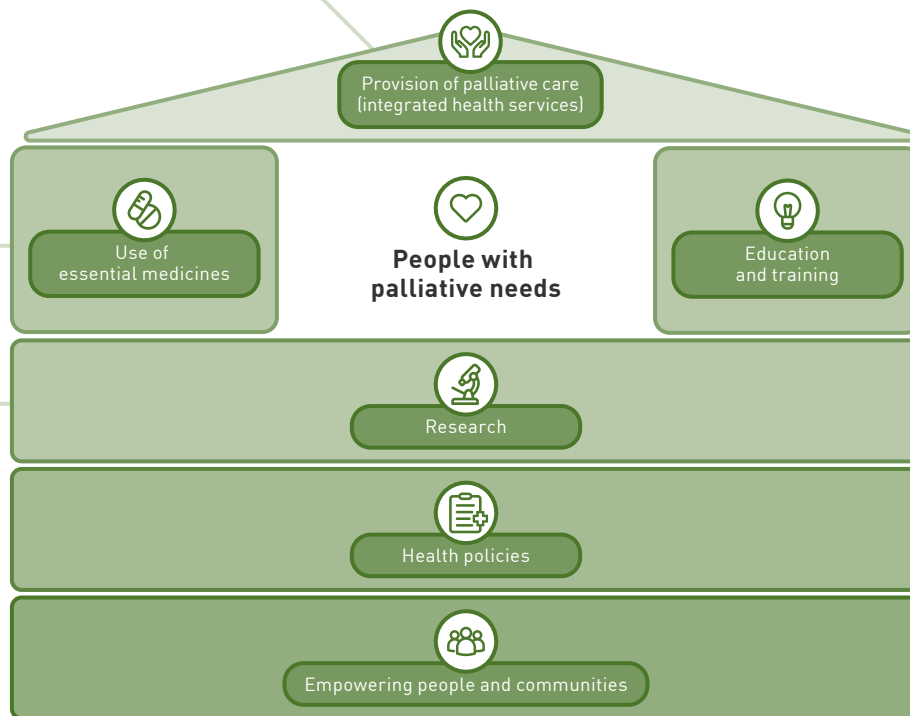 Provision of palliative care
(integrated health services)
Use of
essential medicines
People with
palliative needs
Education
and training
Research
Health policies
Empowering people and communities